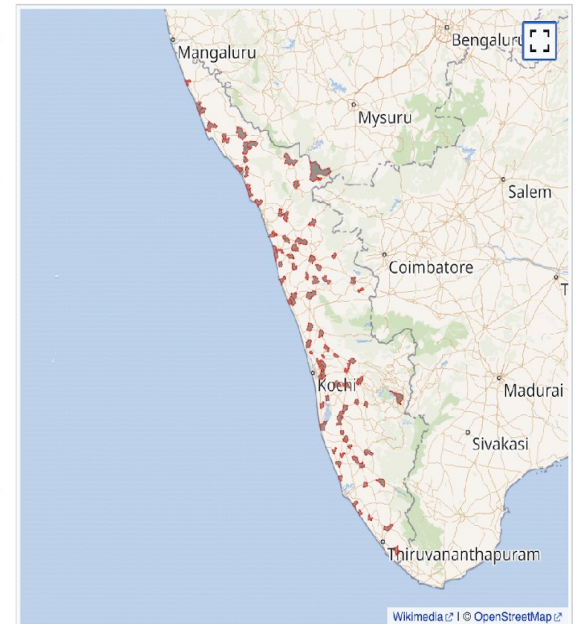 Mangaluru
Bengaluru
Mysuru
Salem
Coimbatore
T
Kochi
Madurai
Sivakasi
Thiruvananthapuram
Wikimedia | © OpenStreetMap